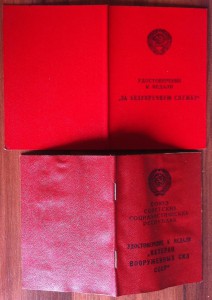 УДОСТОВЕРЕНИЕ
К МЕДАЛИ
"ЗА БЕЗУПРЕЧНУЮ СЛУЖБУ"
СОЮЗ
СОВЕТСКИХ
СОЦИАЛИСТИЧЕСКИХ
РЕСПУБЛИК
УДОСТОВЕРЕНИЕ К МЕДАЛИ
"ВЕТЕРАН
ВООРУЖЕННЫХ СИЛ
СССР"